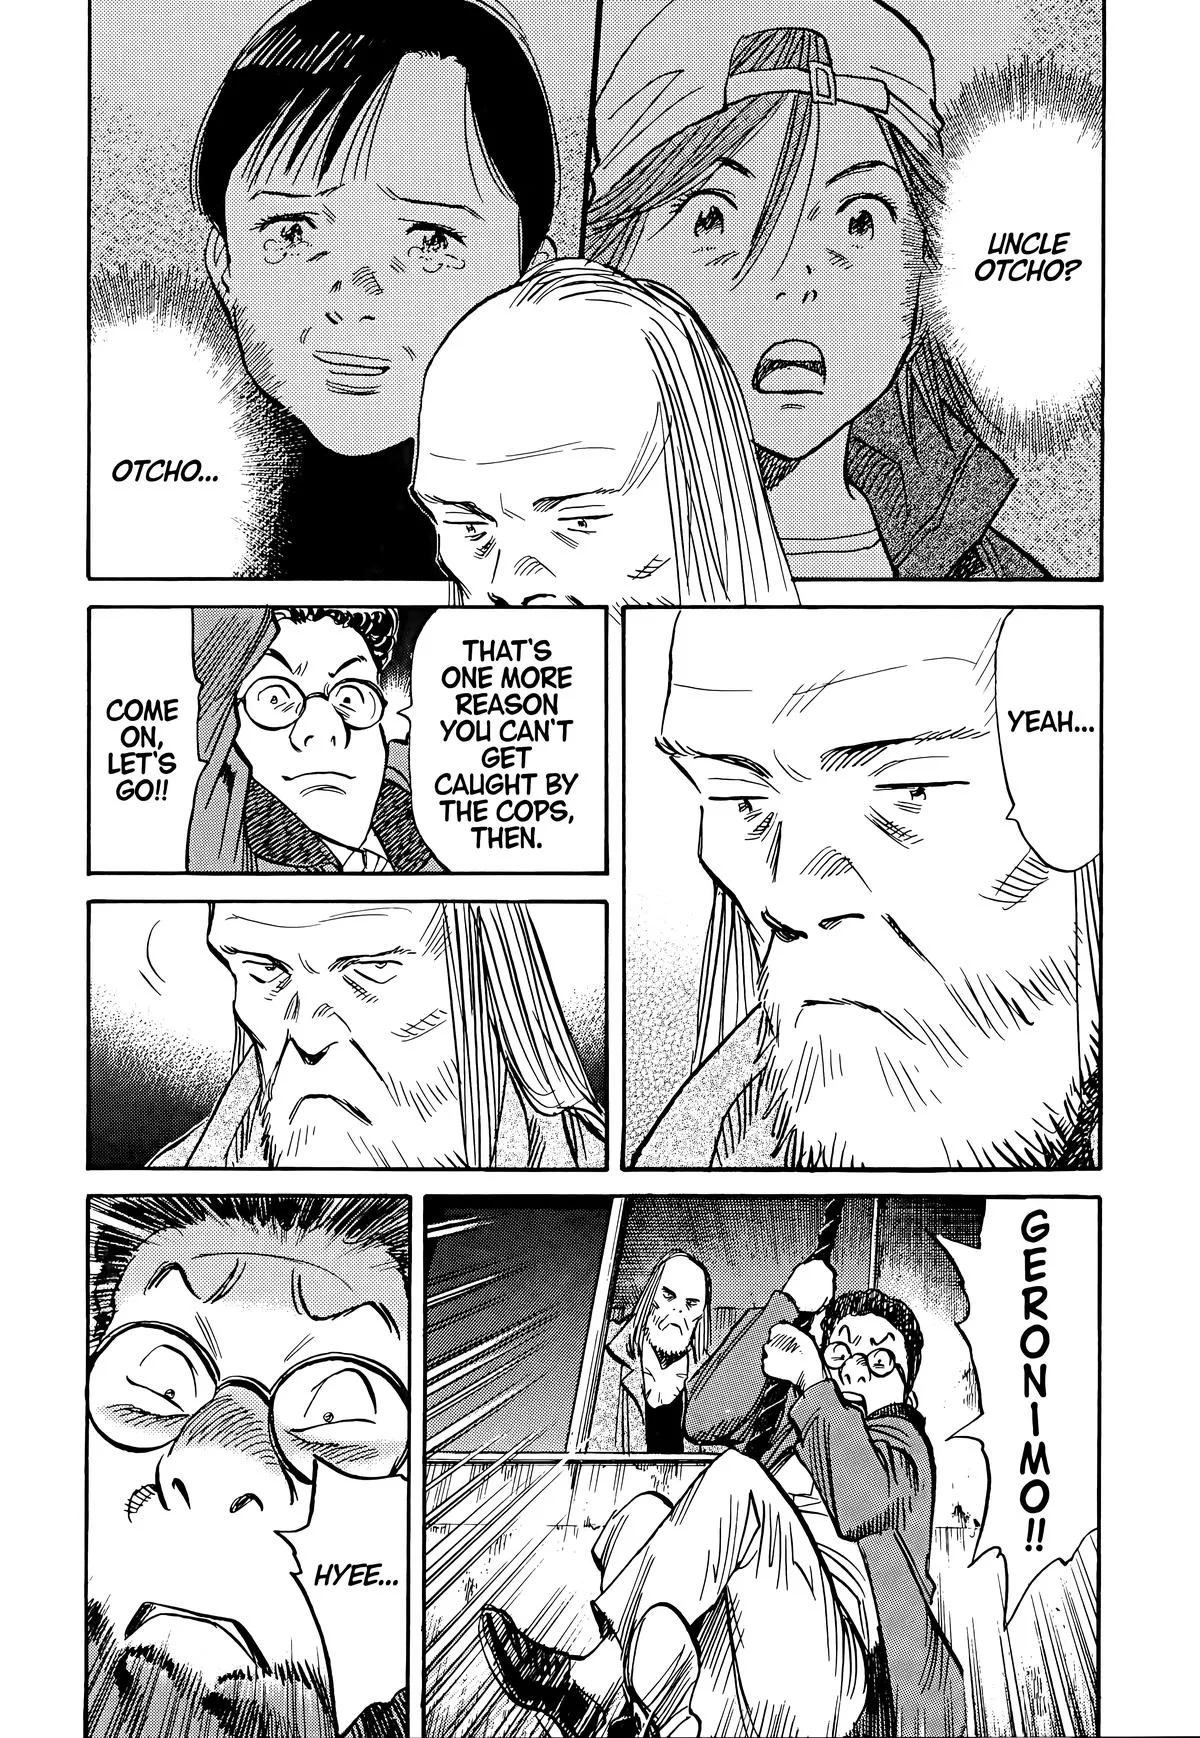 UNCLE
OTCHO?
OTCHO...
YEAH...
THAT'S
ONE MORE
REASON
YOU CAN'T
GET
CAUGHT BY
THE COPS,
THEN.
COME
ON,
LET'S
GO!!
GERONIMO!!
HYEE...